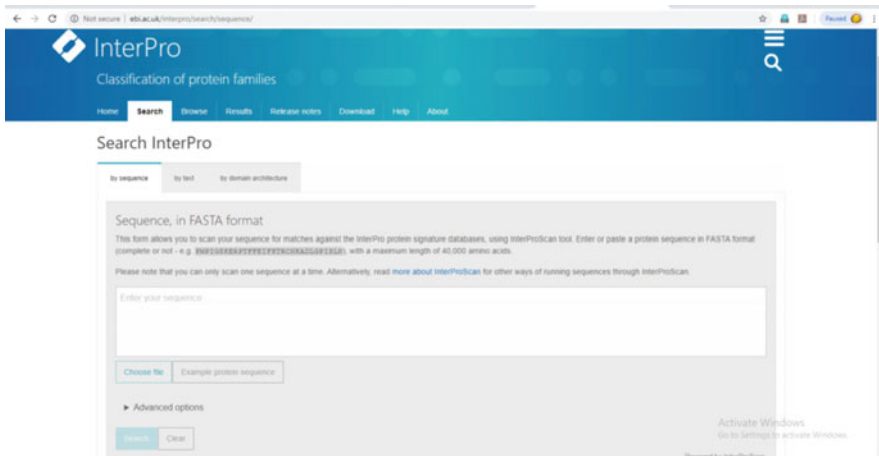 Not secure | ebi.ac.uk/interpro/search/sequence/
Paused
InterPro
Classification of protein families
Home Search Browse Results Release notes Download Help About
Search InterPro
by sequence by text by domain architecture
Sequence, in FASTA format
This form allows you to scan your sequence for matches against the InterPro protein signature databases, using InterProScan tool. Enter or paste a protein sequence in FASTA format
(complete or not - e.g. ), with a maximum length of 40,000 amino acids.
Please note that you can only scan one sequence at a time. Alternatively, read more about InterProScan for other ways of running sequences through InterProScan.
Enter your sequence
Choose file Example protein sequence
Advanced options
Search Clear
Activate Windows
Go to Settings to activate Windows.